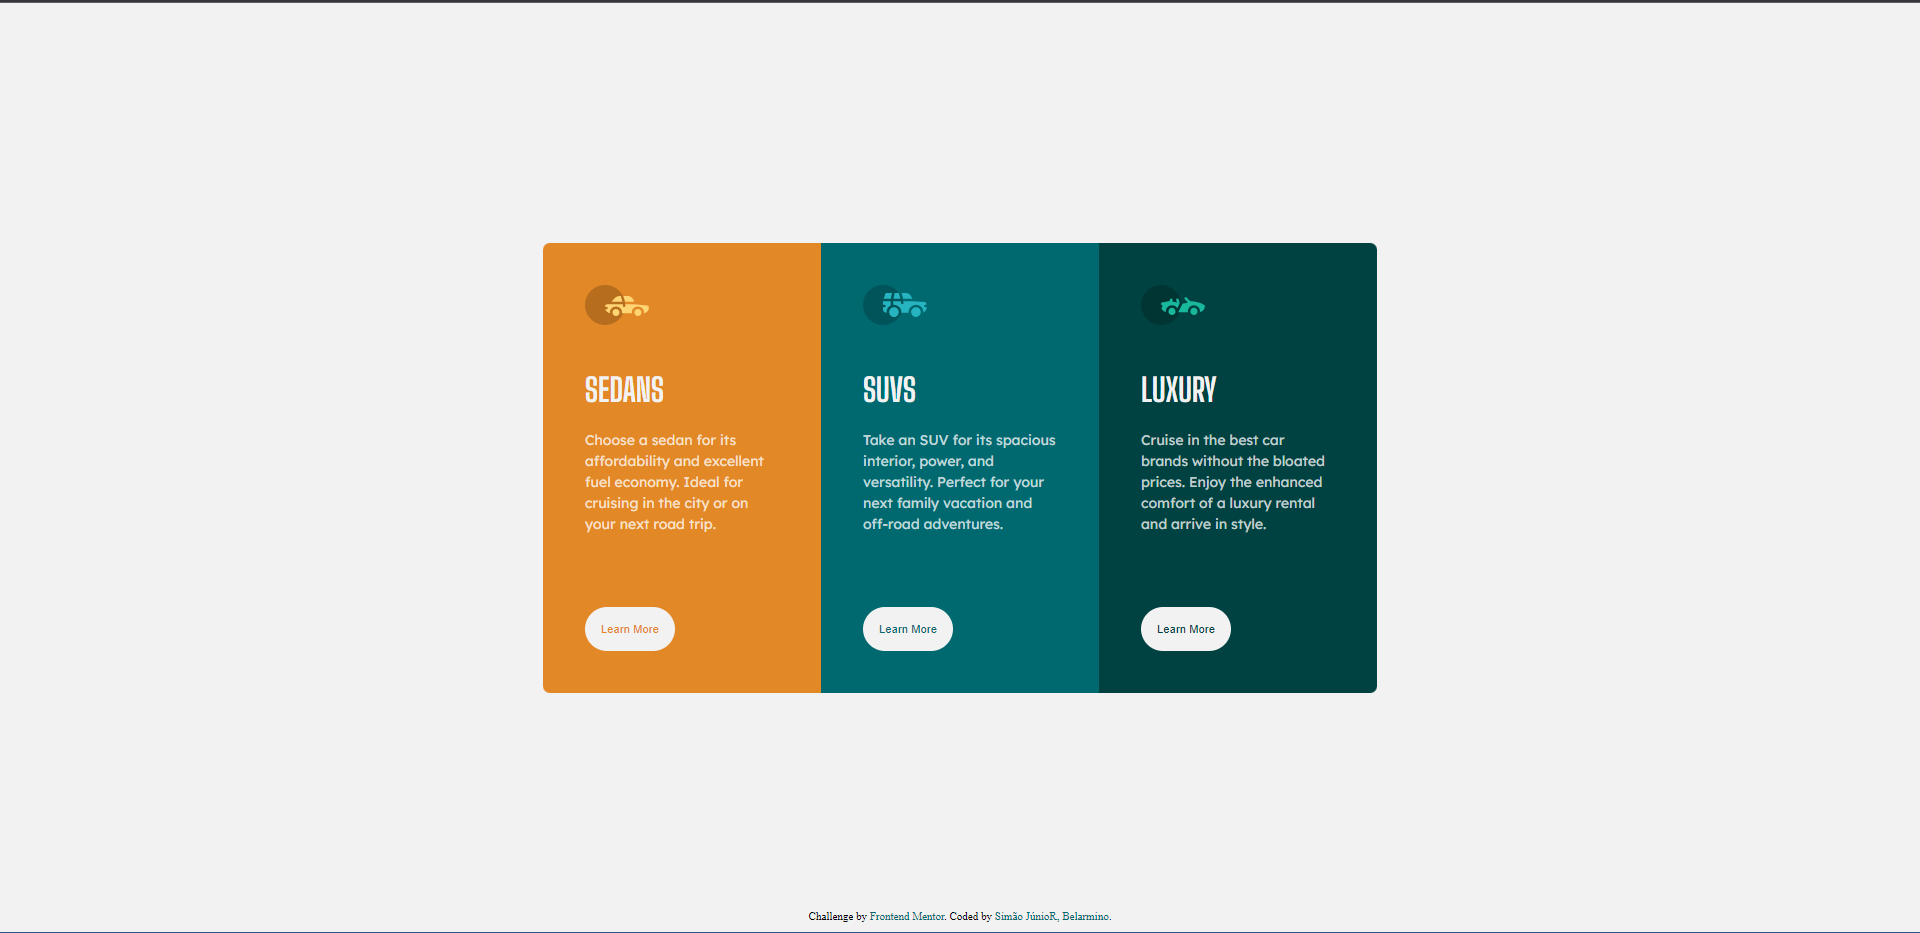 SEDANS
Choose a sedan for its
affordability and excellent
fuel economy. Ideal for
cruising in the city or on
your next road trip.
Learn More
SUVS
Take an SUV for its spacious
interior, power, and
versatility. Perfect for your
next family vacation and
off-road adventures.
Learn More
LUXURY
Cruise in the best car
brands without the bloated
prices. Enjoy the enhanced
comfort of a luxury rental
and arrive in style.
Learn More
Challenge by Frontend Mentor. Coded by Simão JúnioR, Belarmino.